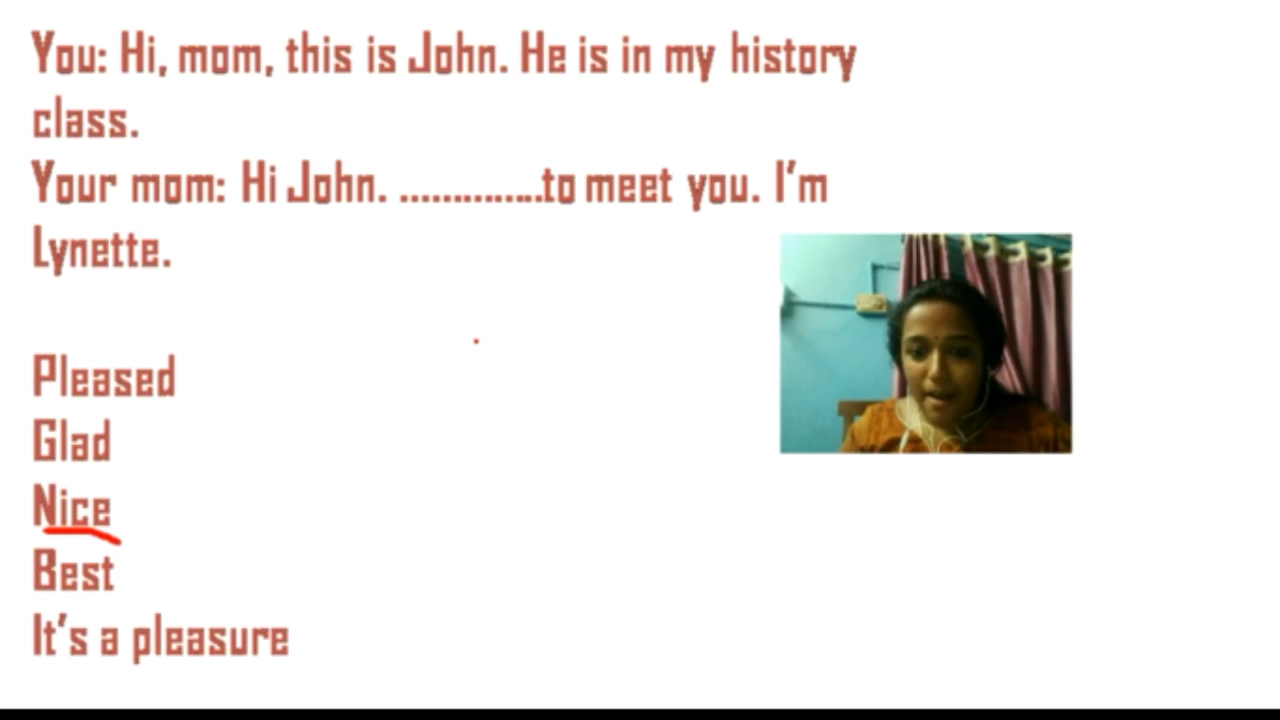 You: Hi, mom, this is John. He is in my history
class.
Your mom: Hi John. ..............to meet you. I'm
Lynette.
Pleased
Glad
Nice
Best
It's a pleasure